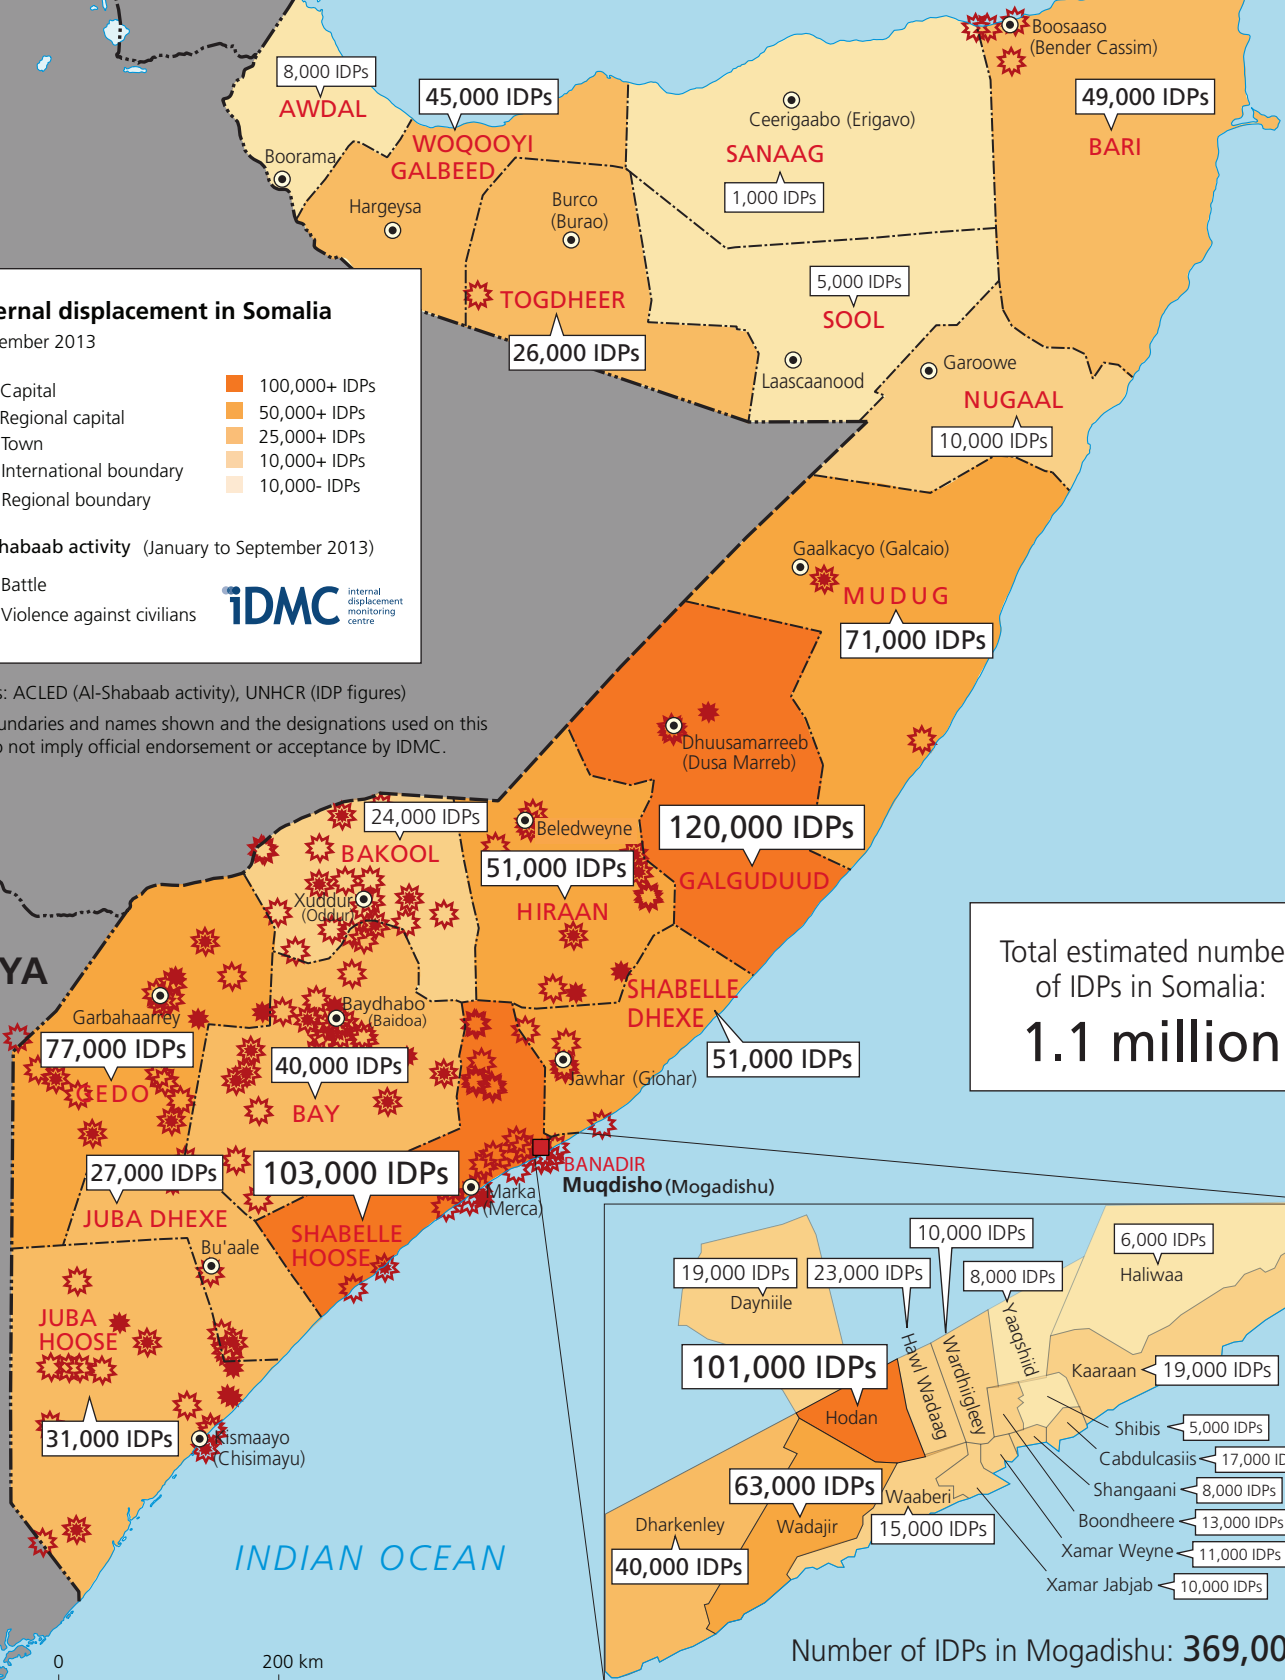 Boosaaso
(Bender Cassim)
8,000 IDPs
AWDAL
45,000 IDPs
WOQOOYI
GALBEED
49,000 IDPs
BARI
Ceerigaabo (Erigavo)
SANAAG
1,000 IDPs
Boorama
Hargeysa
Burco
(Burao)
TOGDHEER
26,000 IDPs
5,000 IDPs
SOOL
Laascaanood
Garoowe
NUGAAL
10,000 IDPs
ernal displacement in Somalia
ember 2013
Capital
Regional capital
Town
International boundary
Regional boundary
100,000+ IDPs
50,000+ IDPs
25,000+ IDPs
10,000+ IDPs
10,000- IDPs
habaab activity (January to September 2013)
Battle
Violence against civilians
iDMC
internal
displacement
monitoring
centre
s: ACLED (Al-Shabaab activity), UNHCR (IDP figures)
undaries and names shown and the designations used on this
o not imply official endorsement or acceptance by IDMC.
Gaalkacyo (Galcaio)
MUDUG
71,000 IDPs
Dhuusamarreeb
(Dusa Marreb)
120,000 IDPs
GALGUDUUD
24,000 IDPs
BAKOOL
Xuddur
(Oddur)
Beledweyne
51,000 IDPs
HIRAAN
SHABELLE
DHEXE
51,000 IDPs
Jawhar (Giohar)
YA
Garbahaarrey
77,000 IDPs
GEDO
Baydhabo
(Baidoa)
40,000 IDPs
BAY
27,000 IDPs
JUBA DHEXE
Bu'aale
103,000 IDPs
SHABELLE
HOOSE
Marka
(Merca)
BANADIR
Muqdisho (Mogadishu)
JUBA
HOOSE
31,000 IDPs
Kismaayo
(Chisimayu)
INDIAN OCEAN
0 200 km
Total estimated numbe
of IDPs in Somalia:
1.1 million
19,000 IDPs
Dayniile
23,000 IDPs
Hawl Wadaag
10,000 IDPs
Wardhiigleey
8,000 IDPs
Yaaqshiid
6,000 IDPs
Haliwaa
101,000 IDPs
Hodan
Kaaraan
19,000 IDPs
Shibis
5,000 IDPs
Cabdulcasiis
17,000 ID
Shangaani
8,000 IDPs
Boondheere
13,000 IDPs
Xamar Weyne
11,000 IDPs
Xamar Jabjab
10,000 IDPs
63,000 IDPs
Wadajir
Waaberi
15,000 IDPs
Dharkenley
40,000 IDPs
Number of IDPs in Mogadishu: 369,00